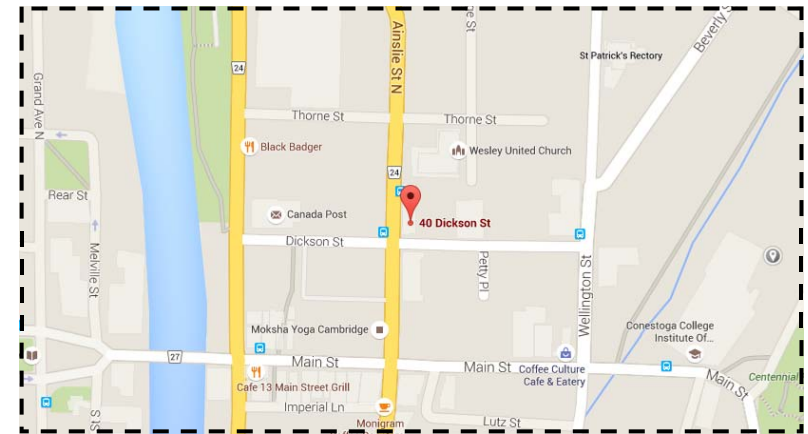 Grand Ave N
24
Ainslie St N
ne St
St Patrick's Rectory
Beverly S
Thorne St
Thorne St
Black Badger
Wesley United Church
24
Rear St
Canada Post
40 Dickson St
Dickson St
Melville St
Petty Pl
Wellington St
Moksha Yoga Cambridge
Conestoga College
Institute Of...
27
Main St
Main St
Coffee Culture
Cafe & Eatery
Main St
Centennial
Cafe 13 Main Street Grill
Imperial Ln
Monigram
Lutz St
S St